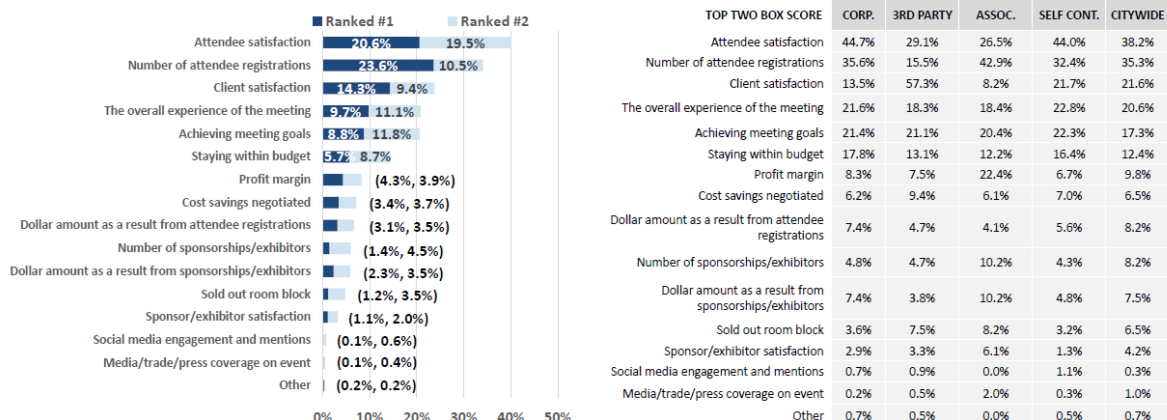 Ranked #1 Ranked #2
Attendee satisfaction 20.6% 19.5%
Number of attendee registrations 23.6% 10.5%
Client satisfaction 14.3% 9.4%
The overall experience of the meeting 9.7% 11.1%
Achieving meeting goals 8.8% 11.8%
Staying within budget 5.7% 8.7%
Profit margin (4.3%, 3.9%)
Cost savings negotiated (3.4%, 3.7%)
Dollar amount as a result from attendee registrations (3.1%, 3.5%)
Number of sponsorships/exhibitors (1.4%, 4.5%)
Dollar amount as a result from sponsorships/exhibitors (2.3%, 3.5%)
Sold out room block (1.2%, 3.5%)
Sponsor/exhibitor satisfaction (1.1%, 2.0%)
Social media engagement and mentions (0.1%, 0.6%)
Media/trade/press coverage on event (0.1%, 0.4%)
Other (0.2%, 0.2%)
0% 10% 20% 30% 40% 50%
TOP TWO BOX SCORE CORP. 3RD PARTY ASSOC. SELF CONT. CITYWIDE
Attendee satisfaction 44.7% 29.1% 26.5% 44.0% 38.2%
Number of attendee registrations 35.6% 15.5% 42.9% 32.4% 35.3%
Client satisfaction 13.5% 57.3% 8.2% 21.7% 21.6%
The overall experience of the meeting 21.6% 18.3% 18.4% 22.8% 20.6%
Achieving meeting goals 21.4% 21.1% 20.4% 22.3% 17.3%
Staying within budget 17.8% 13.1% 12.2% 16.4% 12.4%
Profit margin 8.3% 7.5% 22.4% 6.7% 9.8%
Cost savings negotiated 6.2% 9.4% 6.1% 7.0% 6.5%
Dollar amount as a result from attendee
registrations 7.4% 4.7% 4.1% 5.6% 8.2%
Number of sponsorships/exhibitors 4.8% 4.7% 10.2% 4.3% 8.2%
Dollar amount as a result from
sponsorships/exhibitors 7.4% 3.8% 10.2% 4.8% 7.5%
Sold out room block 3.6% 7.5% 8.2% 3.2% 6.5%
Sponsor/exhibitor satisfaction 2.9% 3.3% 6.1% 1.3% 4.2%
Social media engagement and mentions 0.7% 0.9% 0.0% 1.1% 0.3%
Media/trade/press coverage on event 0.2% 0.5% 2.0% 0.3% 1.0%
Other 0.7% 0.5% 0.0% 0.5% 0.7%